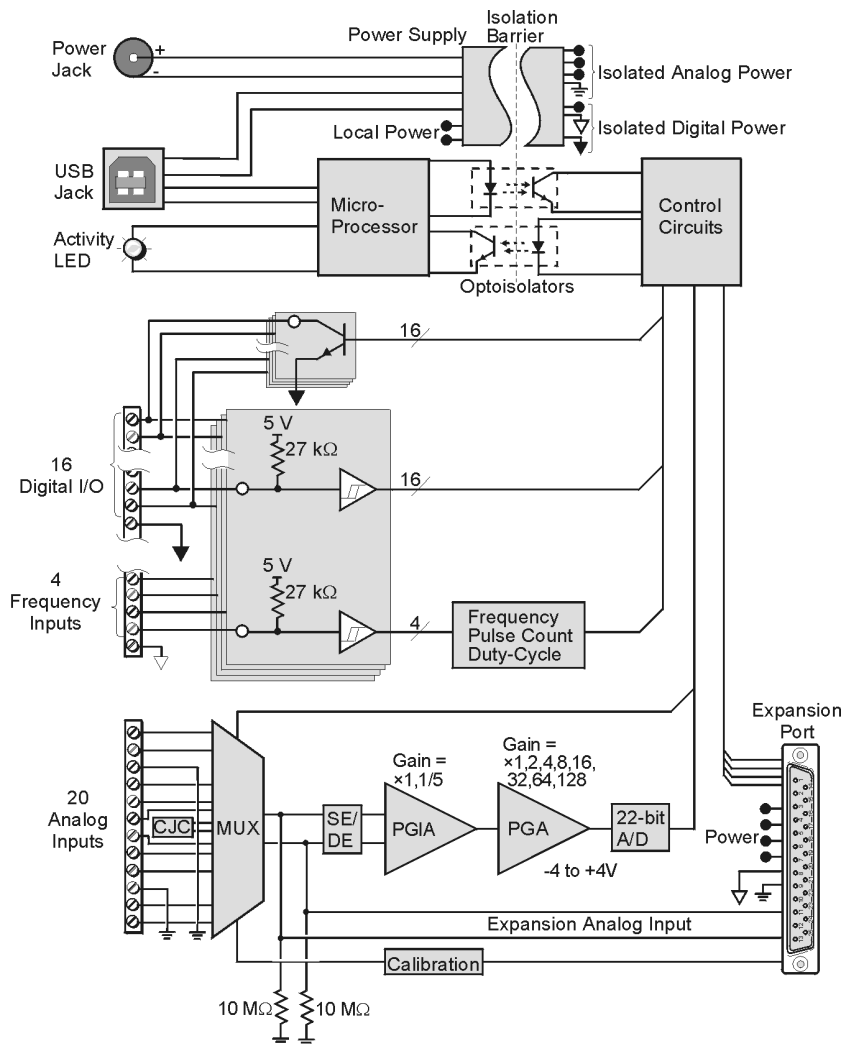 Isolation
Barrier
Power Supply
Power
Jack
+
-
Isolated Analog Power
Isolated Digital Power
Local Power
USB
Jack
Micro-
Processor
Control
Circuits
Activity
LED
Optoisolators
16
5 V
27 kΩ
16
Digital I/O
16
5 V
27 kΩ
4
Frequency
Inputs
4
Frequency
Pulse Count
Duty-Cycle
Expansion
Port
Gain =
×1,1/5
Gain =
×1,2,4,8,16,
32,64,128
20
Analog
Inputs
CJC
MUX
SE/
DE
PGIA
PGA
22-bit
A/D
Power
-4 to +4V
Expansion Analog Input
Calibration
10 MΩ
10 MΩ